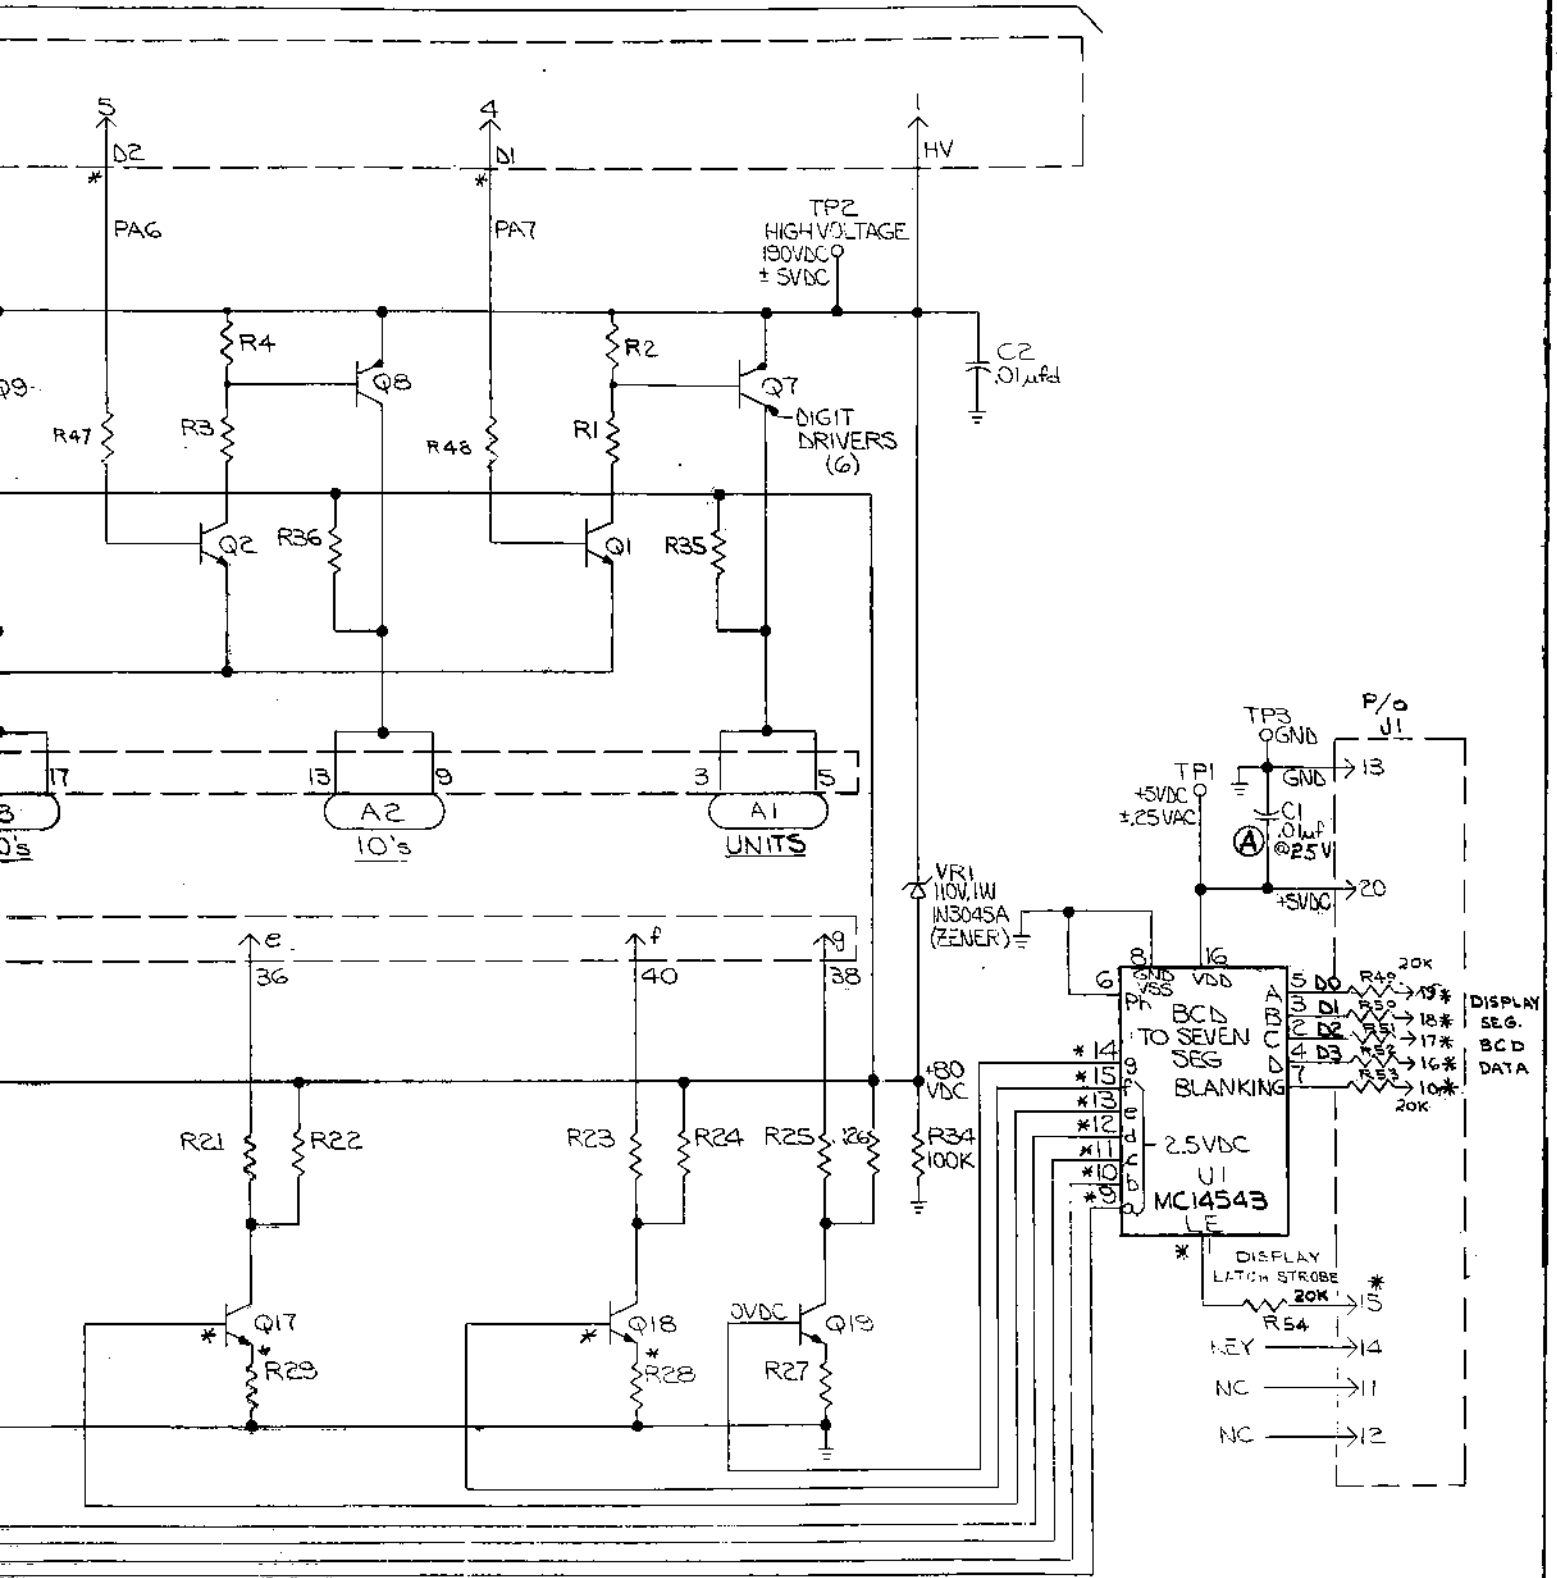 5
4
1
D2
D1
HV
*
*
PA6
PA7
TP2
HIGH VOLTAGE
190VDC
± 5VDC
R4
R2
C2
.01µfd
Q9
Q8
Q7
R47
R3
R48
R1
DIGIT
DRIVERS
(6)
R36
Q2
R35
Q1
P/O
J1
TP3
GND
17
13
9
3
5
TP1
GND
13
+5VDC
±.25VAC
C1
.01µf
@25V
A
A2
A1
10's
UNITS
VR1
110V, 1W
1N3045A
(ZENER)
+5VDC
20
e
f
g
36
40
38
8
16
6
GND
VSS
VDD
Ph
BCD
TO SEVEN
SEG
BLANKING
A
B
C
D
5
3
2
4
7
D0
D1
D2
D3
20K
R49
R50
R51
R52
R53
20K
19*
18*
17*
16*
10*
DISPLAY
SEG.
BCD
DATA
*14
*15
*13
*12
*11
*10
*9
g
f
e
d
c
b
a
2.5VDC
U1
MC14543
LE
*
+80
VDC
R21
R22
R23
R24
R25
R34
100K
DISPLAY
LATCH STROBE
20K
R54
15
*
0VDC
Q17
Q18
Q19
*
*
*
*
R29
R28
R27
KEY
14
NC
11
NC
12